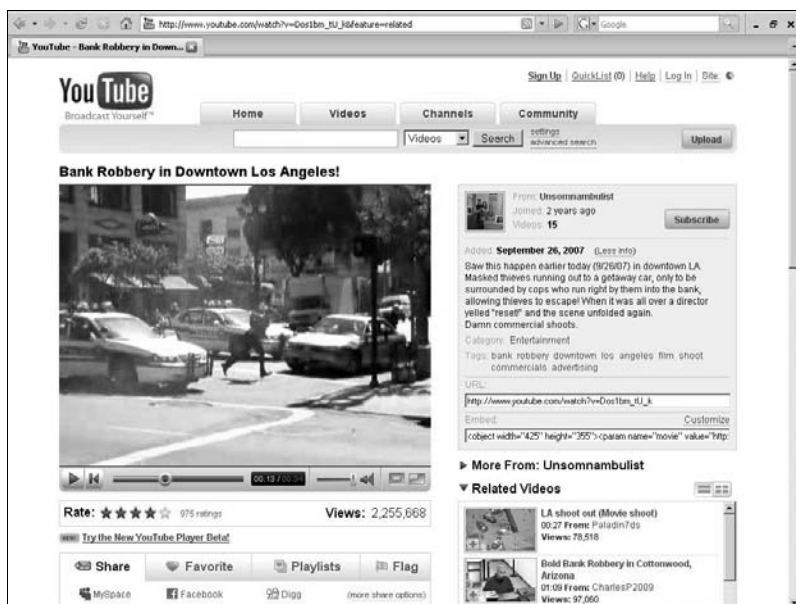 http://www.youtube.com/watch?v=Dos1bm_tU_k&feature=related
Google
YouTube - Bank Robbery in Down...
YouTube
Broadcast Yourself™
Sign Up | QuickList (0) | Help | Log In | Site:
Home Videos Channels Community
Videos Search settings
advanced search
Upload
Bank Robbery in Downtown Los Angeles!
From: Unsomnambulist
Joined: 2 years ago
Videos: 15
Subscribe
Added: September 26, 2007 (Less info)
Saw this happen earlier today (9/26/07) in downtown LA.
Masked thieves running out to a getaway car, only to be
surrounded by cops who run right by them into the bank,
allowing thieves to escape! When it was all over a director
yelled "reset!" and the scene unfolded again.
Damn commercial shoots.
Category: Entertainment
Tags: bank robbery downtown los angeles film shoot
commercials advertising
URL:
http://www.youtube.com/watch?v=Dos1bm_tU_k
Embed: Customize
<object width="425" height="355"><param name="movie" value="http:
00:13 / 00:34
Rate: 975 ratings Views: 2,255,668
NEW! Try the New YouTube Player Beta!
Share Favorite Playlists Flag
MySpace Facebook Digg (more share options)
More From: Unsomnambulist
Related Videos
LA shoot out (Movie shoot)
00:27 From: Paladin7ds
Views: 78,518
Bold Bank Robbery in Cottonwood,
Arizona
01:09 From: CharlesP2009
Views: 97,060